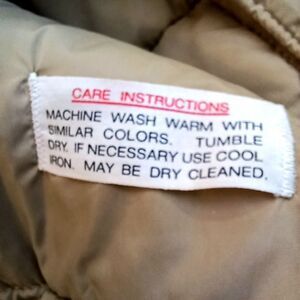 CARE INSTRUCTIONS
MACHINE WASH WARM WITH
SIMILAR COLORS. TUMBLE
DRY. IF NECESSARY USE COOL
IRON. MAY BE DRY CLEANED.